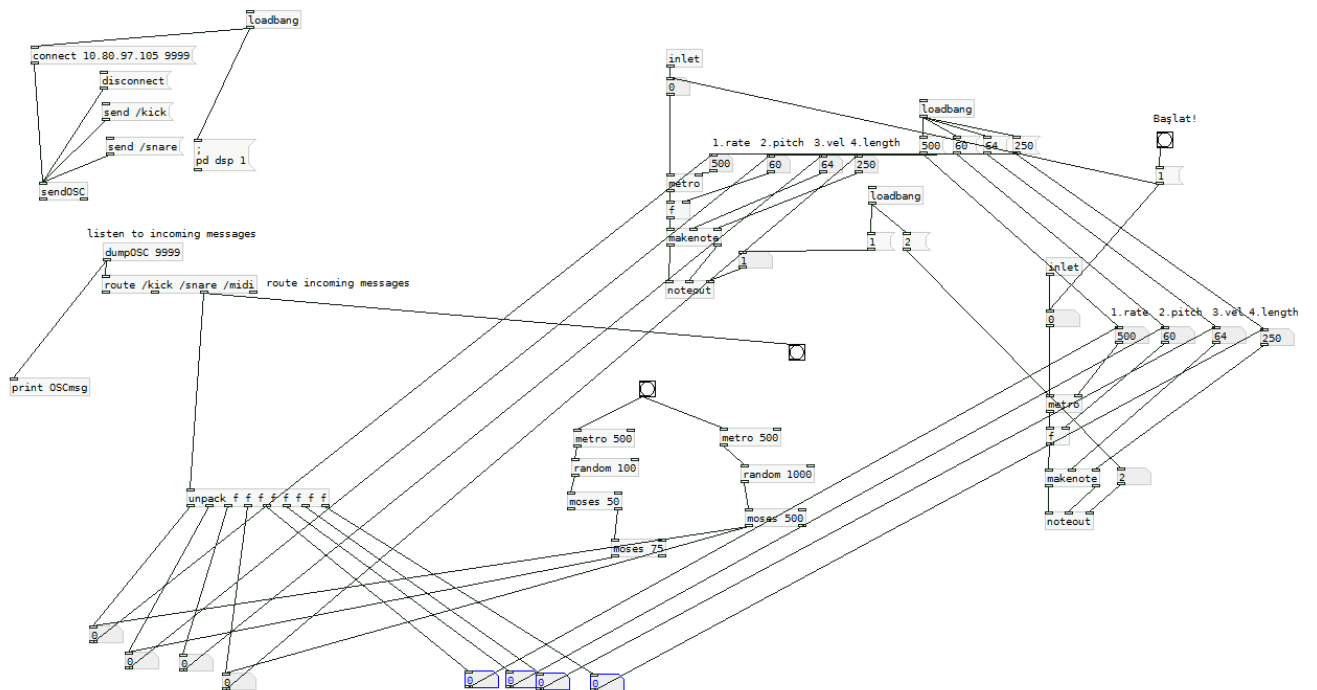 loadbang
connect 10.80.97.105 9999
disconnect
send /kick
send /snare
;
pd dsp 1
sendOSC
listen to incoming messages
dumpOSC 9999
route /kick /snare /midi
route incoming messages
print OSCmsg
unpack f f f f f f f f
0
0
0
0
0
0
0
0
metro 500
random 100
moses 50
moses 75
metro 500
random 1000
moses 500
inlet
0
1.rate 2.pitch 3.vel 4.length
500
60
64
250
metro
f
makenote
1
noteout
loadbang
500
60
64
250
loadbang
1
2
Başlat!
1
inlet
0
1.rate 2.pitch 3.vel 4.length
500
60
64
250
metro
f
makenote
2
noteout